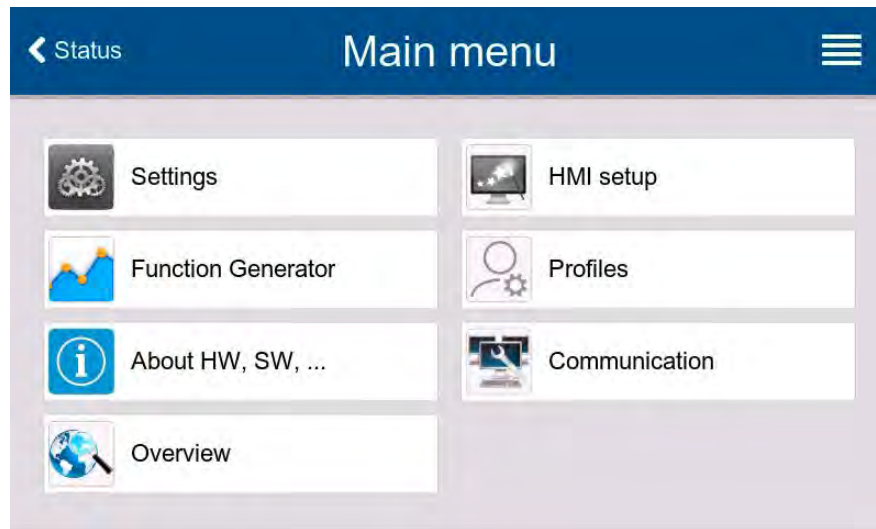 Status
Main menu
Settings
HMI setup
Function Generator
Profiles
About HW, SW, ...
Communication
Overview